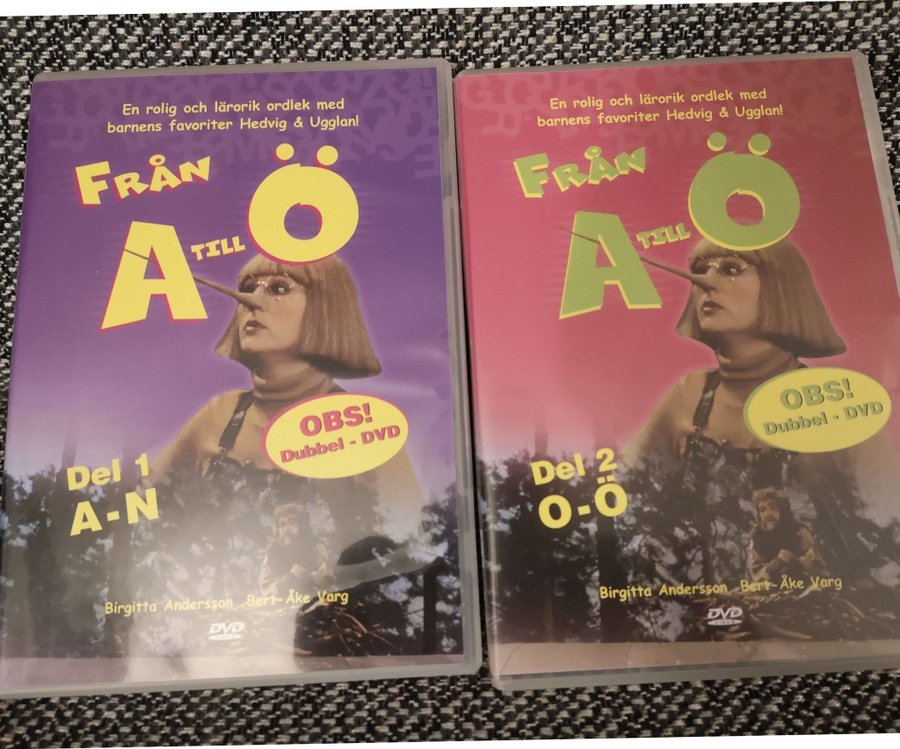 En rolig och lärorik ordlek med
barnens favoriter Hedvig & Ugglan!
FRÅN
A TILL Ö
OBS!
Dubbel - DVD
Del 1
A-N
Birgitta Andersson Bert-Åke Varg
DVD
VIDEO
En rolig och lärorik ordlek med
barnens favoriter Hedvig & Ugglan!
FRÅN
A TILL Ö
OBS!
Dubbel - DVD
Del 2
O-Ö
Birgitta Andersson Bert-Åke Varg
DVD
VIDEO